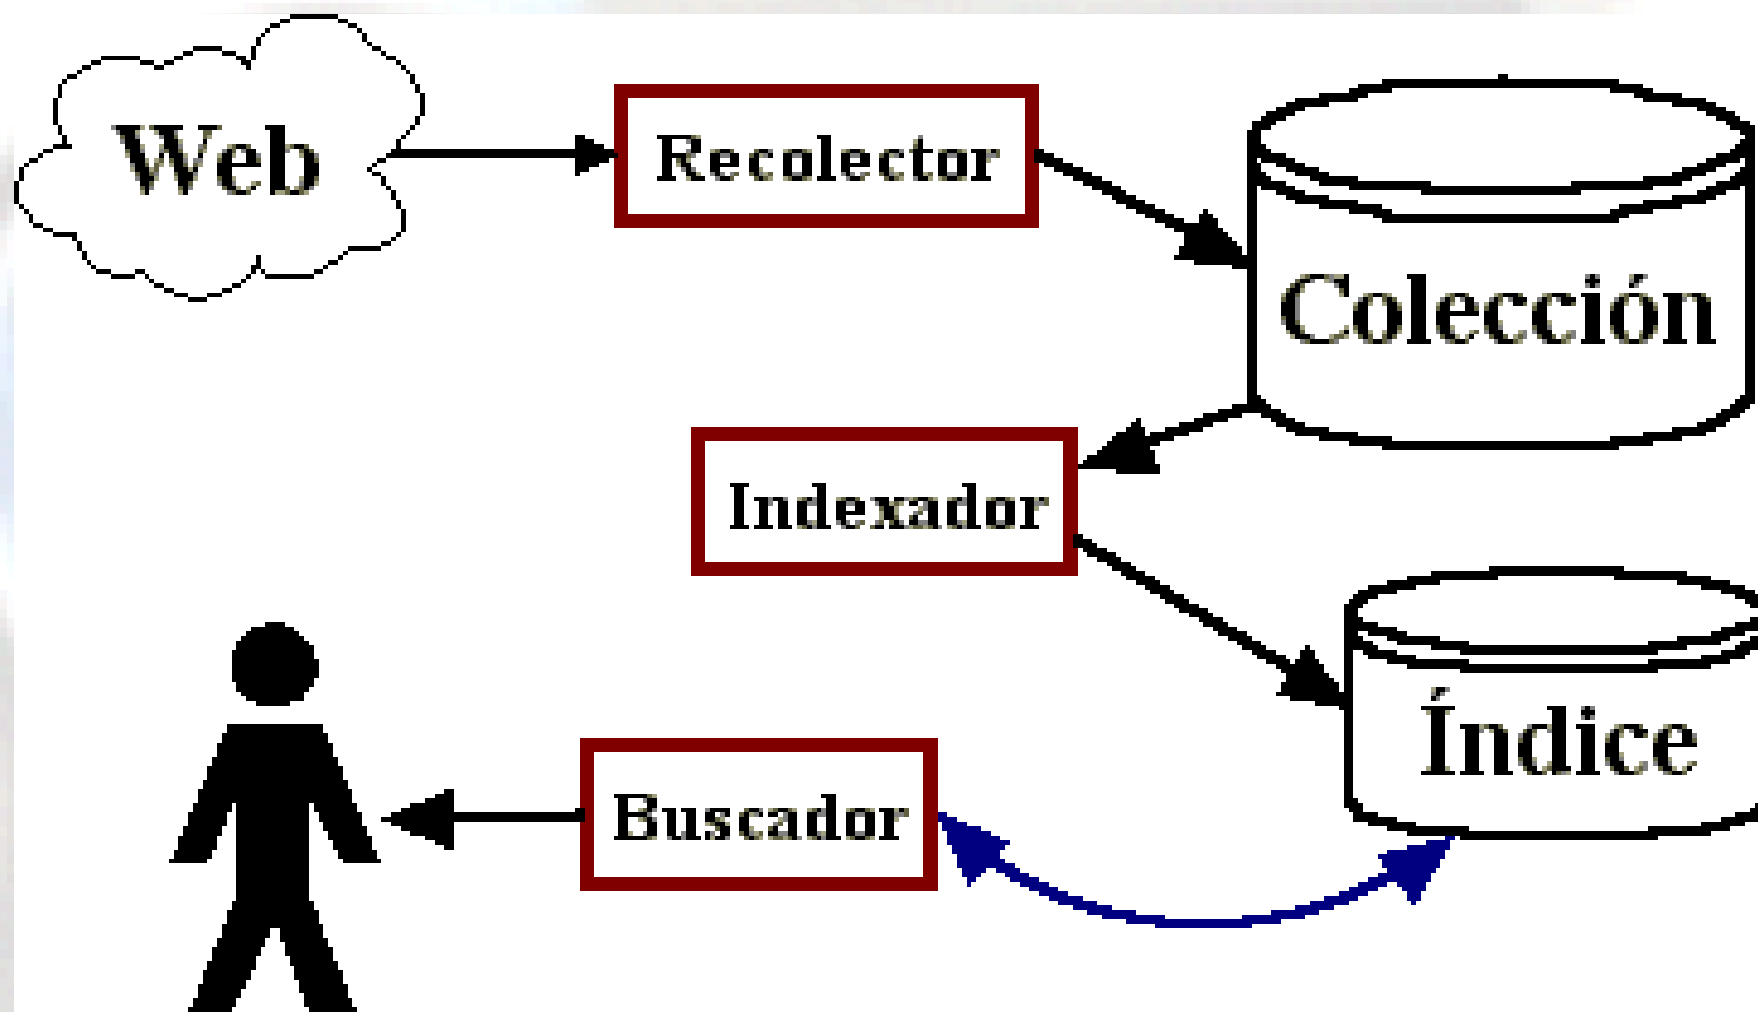 Web
Recolector
Colección
Indexador
Índice
Buscador